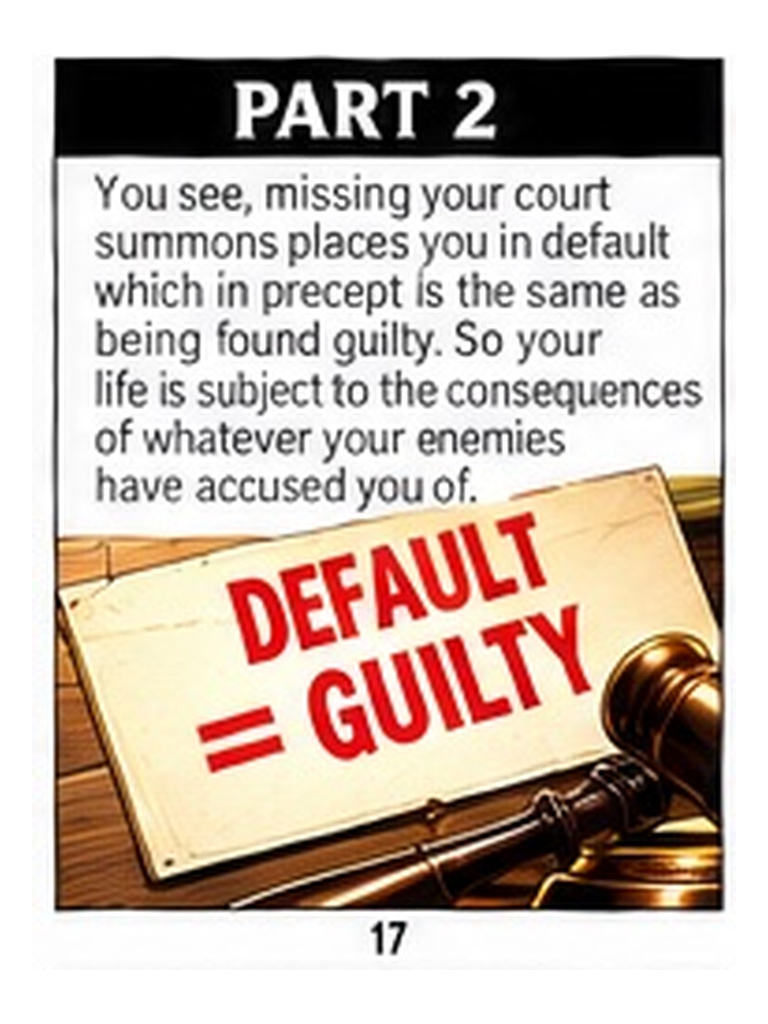 PART 2
You see, missing your court
summons places you in default
which in precept is the same as
being found guilty. So your
life is subject to the consequences
of whatever your enemies
have accused you of.
DEFAULT
= GUILTY
17